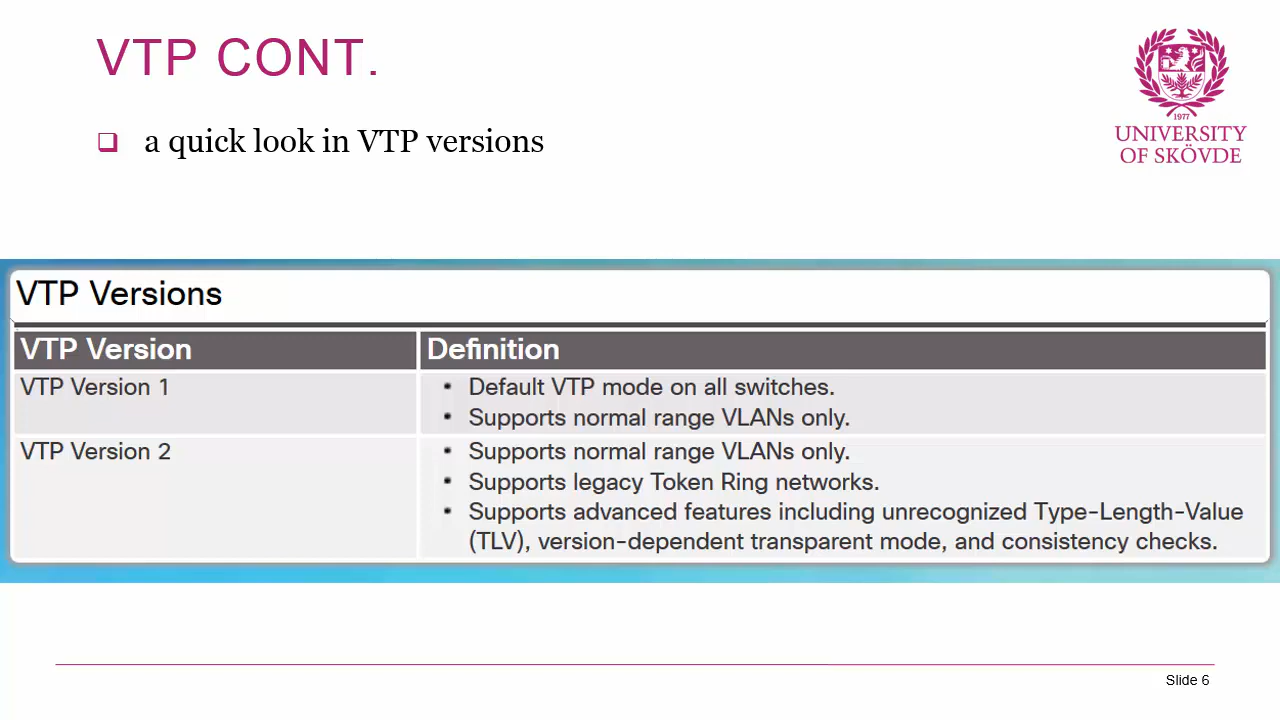 VTP CONT.
❑ a quick look in VTP versions
1977
UNIVERSITY
OF SKÖVDE
VTP Versions
VTP Version Definition
VTP Version 1
• Default VTP mode on all switches.
• Supports normal range VLANs only.
VTP Version 2
• Supports normal range VLANs only.
• Supports legacy Token Ring networks.
• Supports advanced features including unrecognized Type-Length-Value
(TLV), version-dependent transparent mode, and consistency checks.
Slide 6